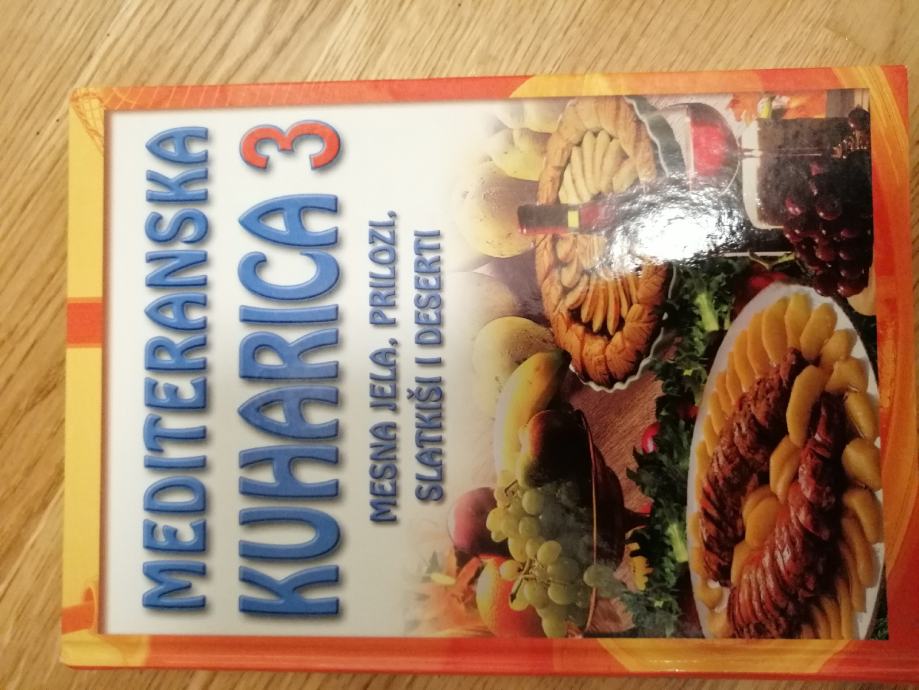 MEDITERANSKA
KUHARICA 3
MESNA JELA, PRILOZI,
SLATKIŠI I DESERTI